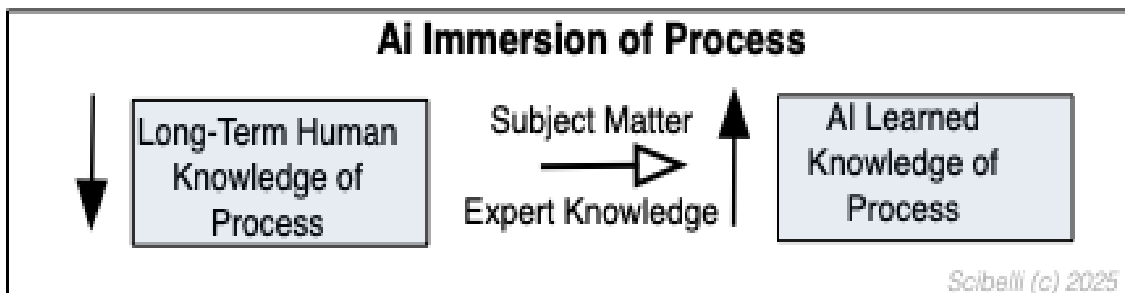 Ai Immersion of Process
Long-Term Human
Knowledge of
Process
Subject Matter
Expert Knowledge
AI Learned
Knowledge of
Process
Scibelli (c) 2025